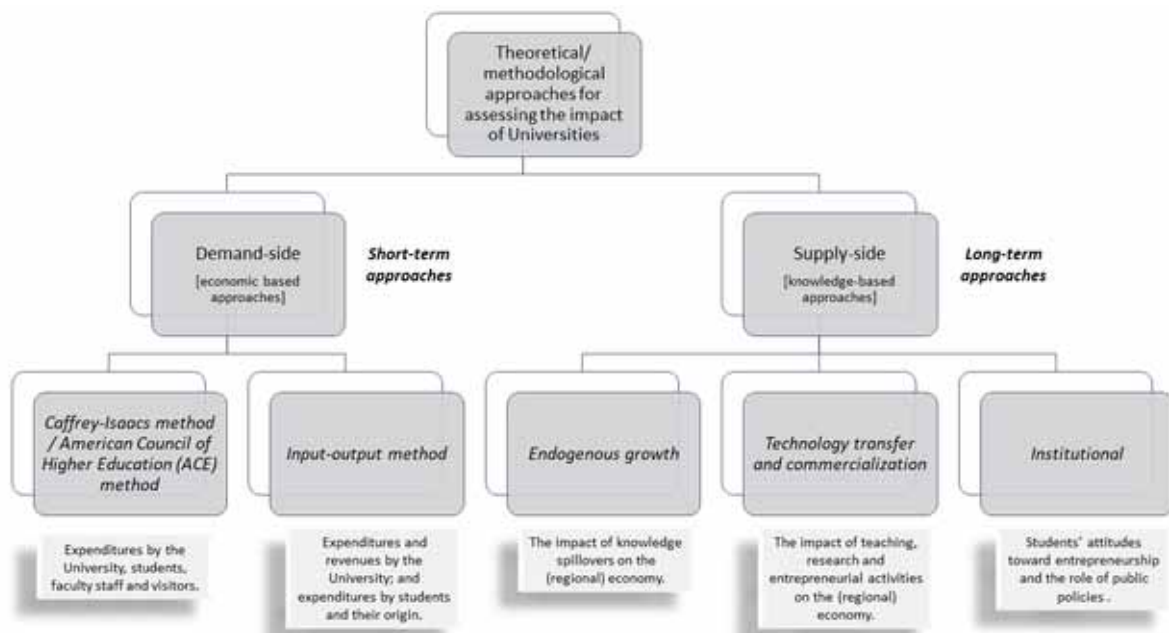 Theoretical/
methodological
approaches for
assessing the impact
of Universities
Demand-side
[economic based
approaches]
Short-term
approaches
Supply-side
[knowledge-based
approaches]
Long-term
approaches
Caffrey-Isaacs method
/ American Council of
Higher Education (ACE)
method
Input-output method
Endogenous growth
Technology transfer
and commercialization
Institutional
Expenditures by the
University, students,
faculty staff and visitors.
Expenditures and
revenues by the
University; and
expenditures by students
and their origin.
The impact of knowledge
spillovers on the
(regional) economy.
The impact of teaching,
research and
entrepreneurial activities
on the (regional)
economy.
Students' attitudes
toward entrepreneurship
and the role of public
policies .